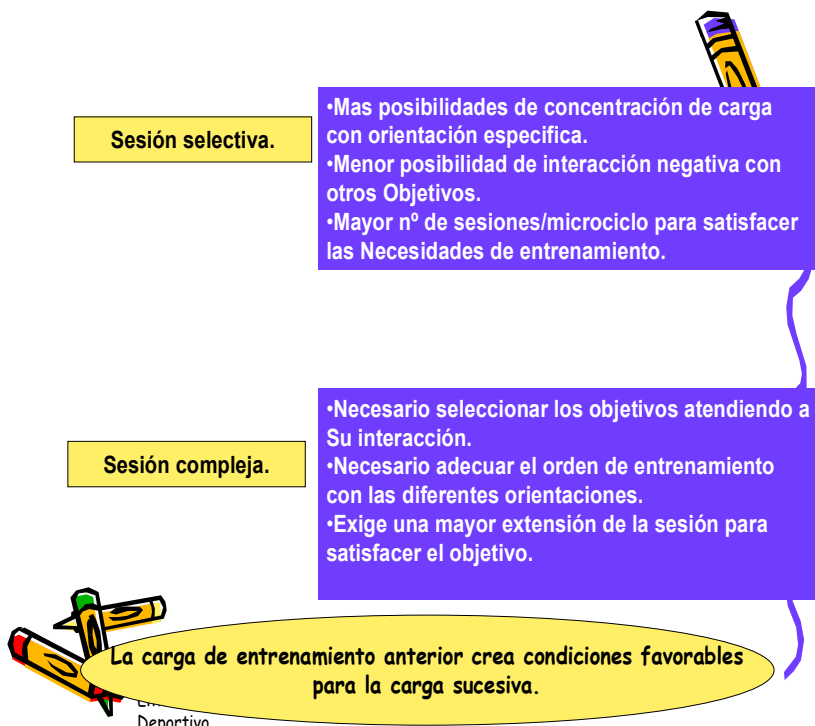 Sesión selectiva.
•Mas posibilidades de concentración de carga
con orientación especifica.
•Menor posibilidad de interacción negativa con
otros Objetivos.
•Mayor nº de sesiones/microciclo para satisfacer
las Necesidades de entrenamiento.
Sesión compleja.
•Necesario seleccionar los objetivos atendiendo a
Su interacción.
•Necesario adecuar el orden de entrenamiento
con las diferentes orientaciones.
•Exige una mayor extensión de la sesión para
satisfacer el objetivo.
La carga de entrenamiento anterior crea condiciones favorables
para la carga sucesiva.
Deportivo